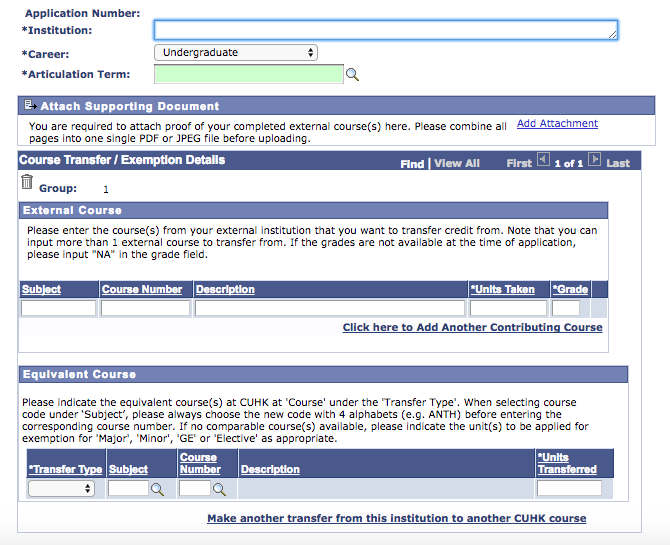 Application Number:
*Institution:
*Career: Undergraduate
*Articulation Term:
Attach Supporting Document
You are required to attach proof of your completed external course(s) here. Please combine all Add Attachment
pages into one single PDF or JPEG file before uploading.
Course Transfer / Exemption Details Find | View All First 1 of 1 Last
Group: 1
External Course
Please enter the course(s) from your external institution that you want to transfer credit from. Note that you can
input more than 1 external course to transfer from. If the grades are not available at the time of application,
please input "NA" in the grade field.
Subject Course Number Description *Units Taken *Grade
Click here to Add Another Contributing Course
Equivalent Course
Please indicate the equivalent course(s) at CUHK at 'Course' under the 'Transfer Type'. When selecting course
code under 'Subject', please always choose the new code with 4 alphabets (e.g. ANTH) before entering the
corresponding course number. If no comparable course(s) available, please indicate the unit(s) to be applied for
exemption for 'Major', 'Minor', 'GE' or 'Elective' as appropriate.
*Transfer Type Subject Course Number Description *Units Transferred
Make another transfer from this institution to another CUHK course